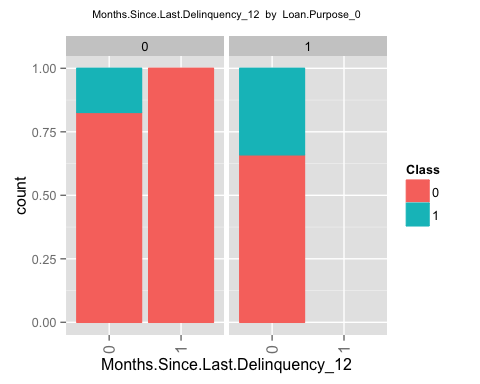 Months.Since.Last.Delinquency_12 by Loan.Purpose_0
0 1
1.00
0.75
0.50
0.25
0.00
count
0 1 0 1
Months.Since.Last.Delinquency_12
Class
0
1